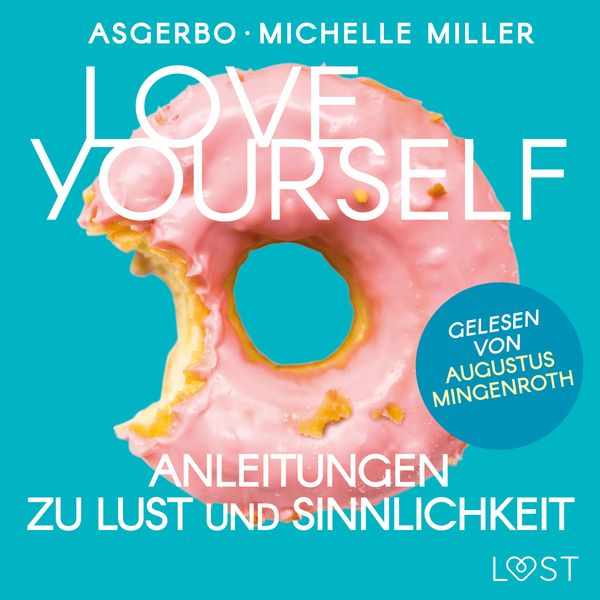 ASGERBO · MICHELLE MILLER
LOVE
YOURSELF
GELESEN
VON
AUGUSTUS
MINGENROTH
ANLEITUNGEN
ZU LUST UND SINNLICHKEIT
LUST